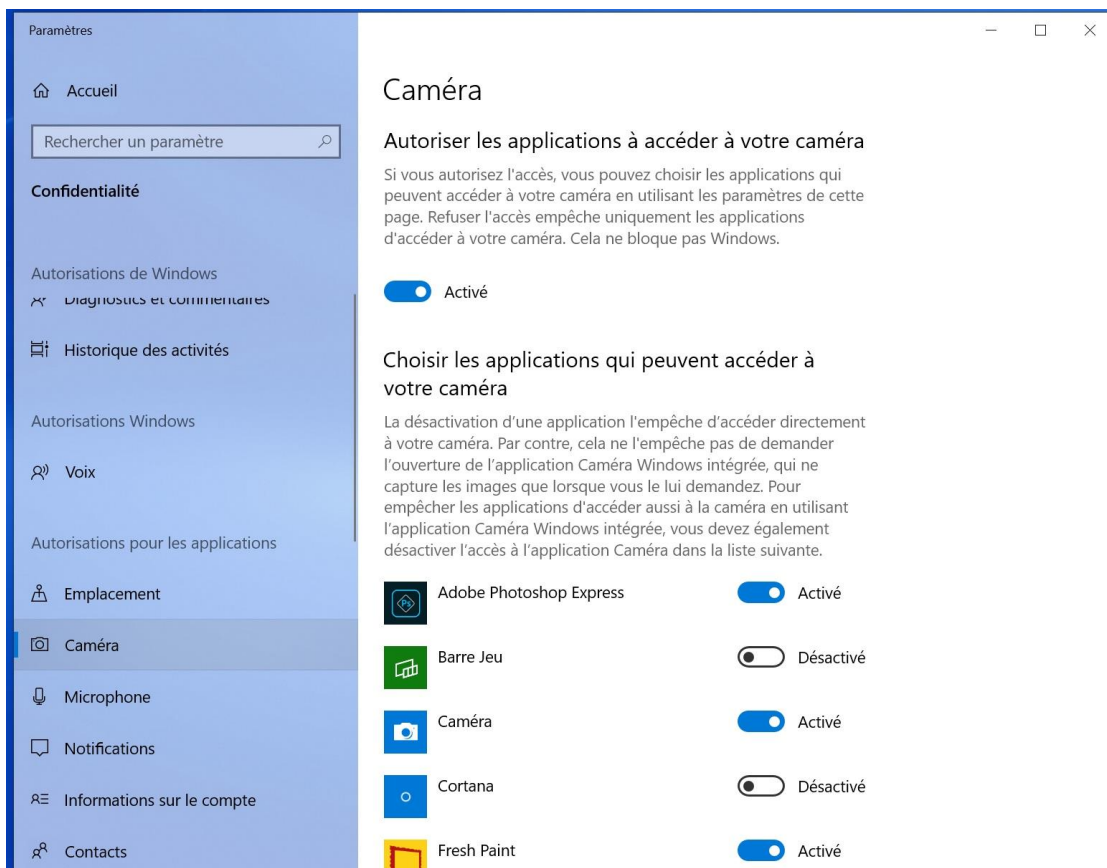 Paramètres
Accueil
Rechercher un paramètre
Confidentialité
Autorisations de Windows
Diagnostics et commentaires
Historique des activités
Autorisations Windows
Voix
Autorisations pour les applications
Emplacement
Caméra
Microphone
Notifications
Informations sur le compte
Contacts
Caméra
Autoriser les applications à accéder à votre caméra
Si vous autorisez l'accès, vous pouvez choisir les applications qui
peuvent accéder à votre caméra en utilisant les paramètres de cette
page. Refuser l'accès empêche uniquement les applications
d'accéder à votre caméra. Cela ne bloque pas Windows.
Activé
Choisir les applications qui peuvent accéder à
votre caméra
La désactivation d’une application l'empêche d’accéder directement
à votre caméra. Par contre, cela ne l'empêche pas de demander
l’ouverture de l’application Caméra Windows intégrée, qui ne
capture les images que lorsque vous le lui demandez. Pour
empêcher les applications d'accéder aussi à la caméra en utilisant
l’application Caméra Windows intégrée, vous devez également
désactiver l’accès à l’application Caméra dans la liste suivante.
Ps
Adobe Photoshop Express Activé
Barre Jeu Désactivé
Caméra Activé
Cortana Désactivé
Fresh Paint Activé